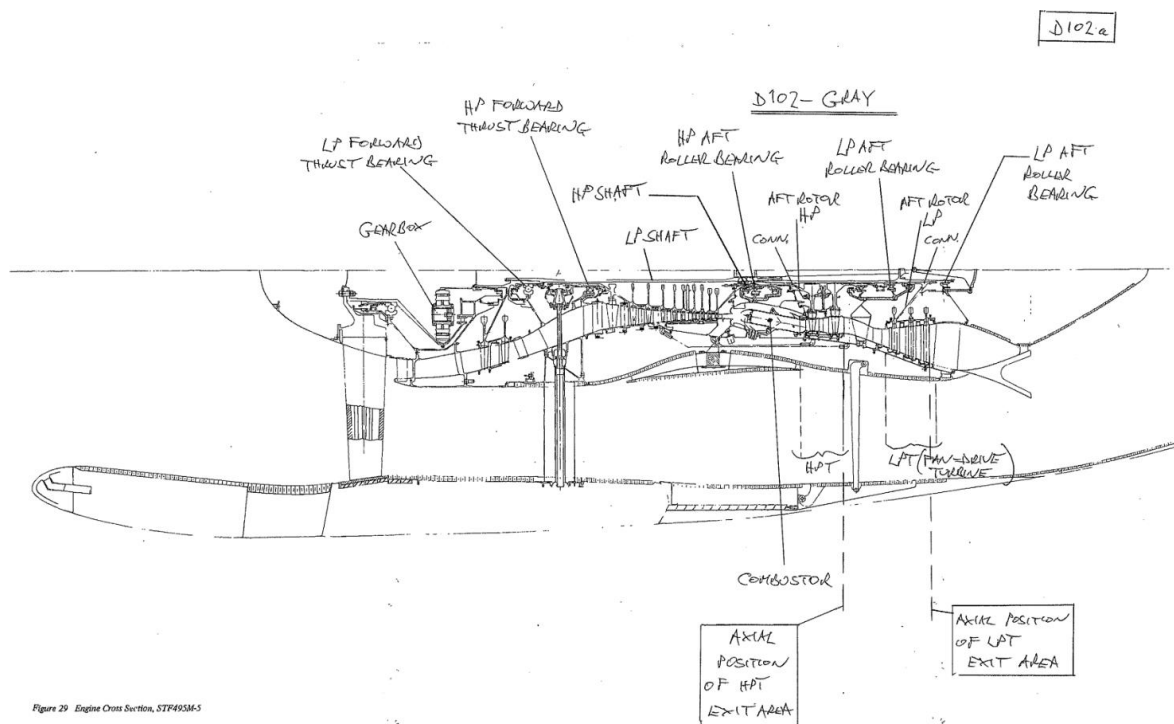 D102.a
D102- GRAY
HP FORWARD
THRUST BEARING
LP FORWARD
THRUST BEARING
HP AFT
ROLLER BEARING
LP AFT
ROLLER BEARING
LP AFT
ROLLER
BEARING
HP SHAFT
AFT ROTOR
HP
CONN.
AFT ROTOR
LP
CONN.
GEARBOX
LP SHAFT
HPT
LPT (FAN-DRIVE
TURBINE)
COMBUSTOR
AXIAL
POSITION
OF HPT
EXIT AREA
AXIAL POSITION
OF LPT
EXIT AREA
Figure 29 Engine Cross Section, STF495M-5